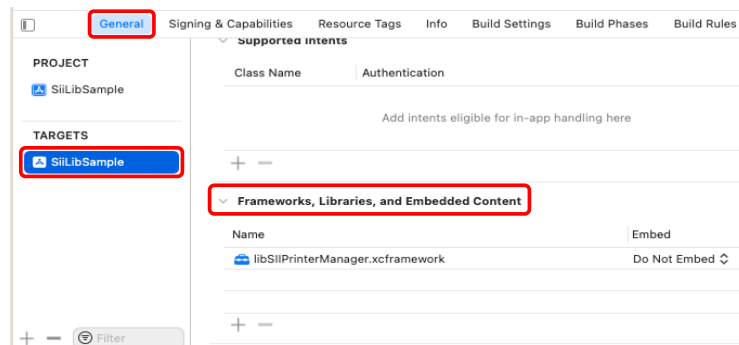 General Signing & Capabilities Resource Tags Info Build Settings Build Phases Build Rules
Supported Intents
PROJECT
Class Name Authentication
SiiLibSample
Add intents eligible for in-app handling here
TARGETS
SiiLibSample
Frameworks, Libraries, and Embedded Content
Name Embed
libSIIPrinterManager.xcframework Do Not Embed
Filter